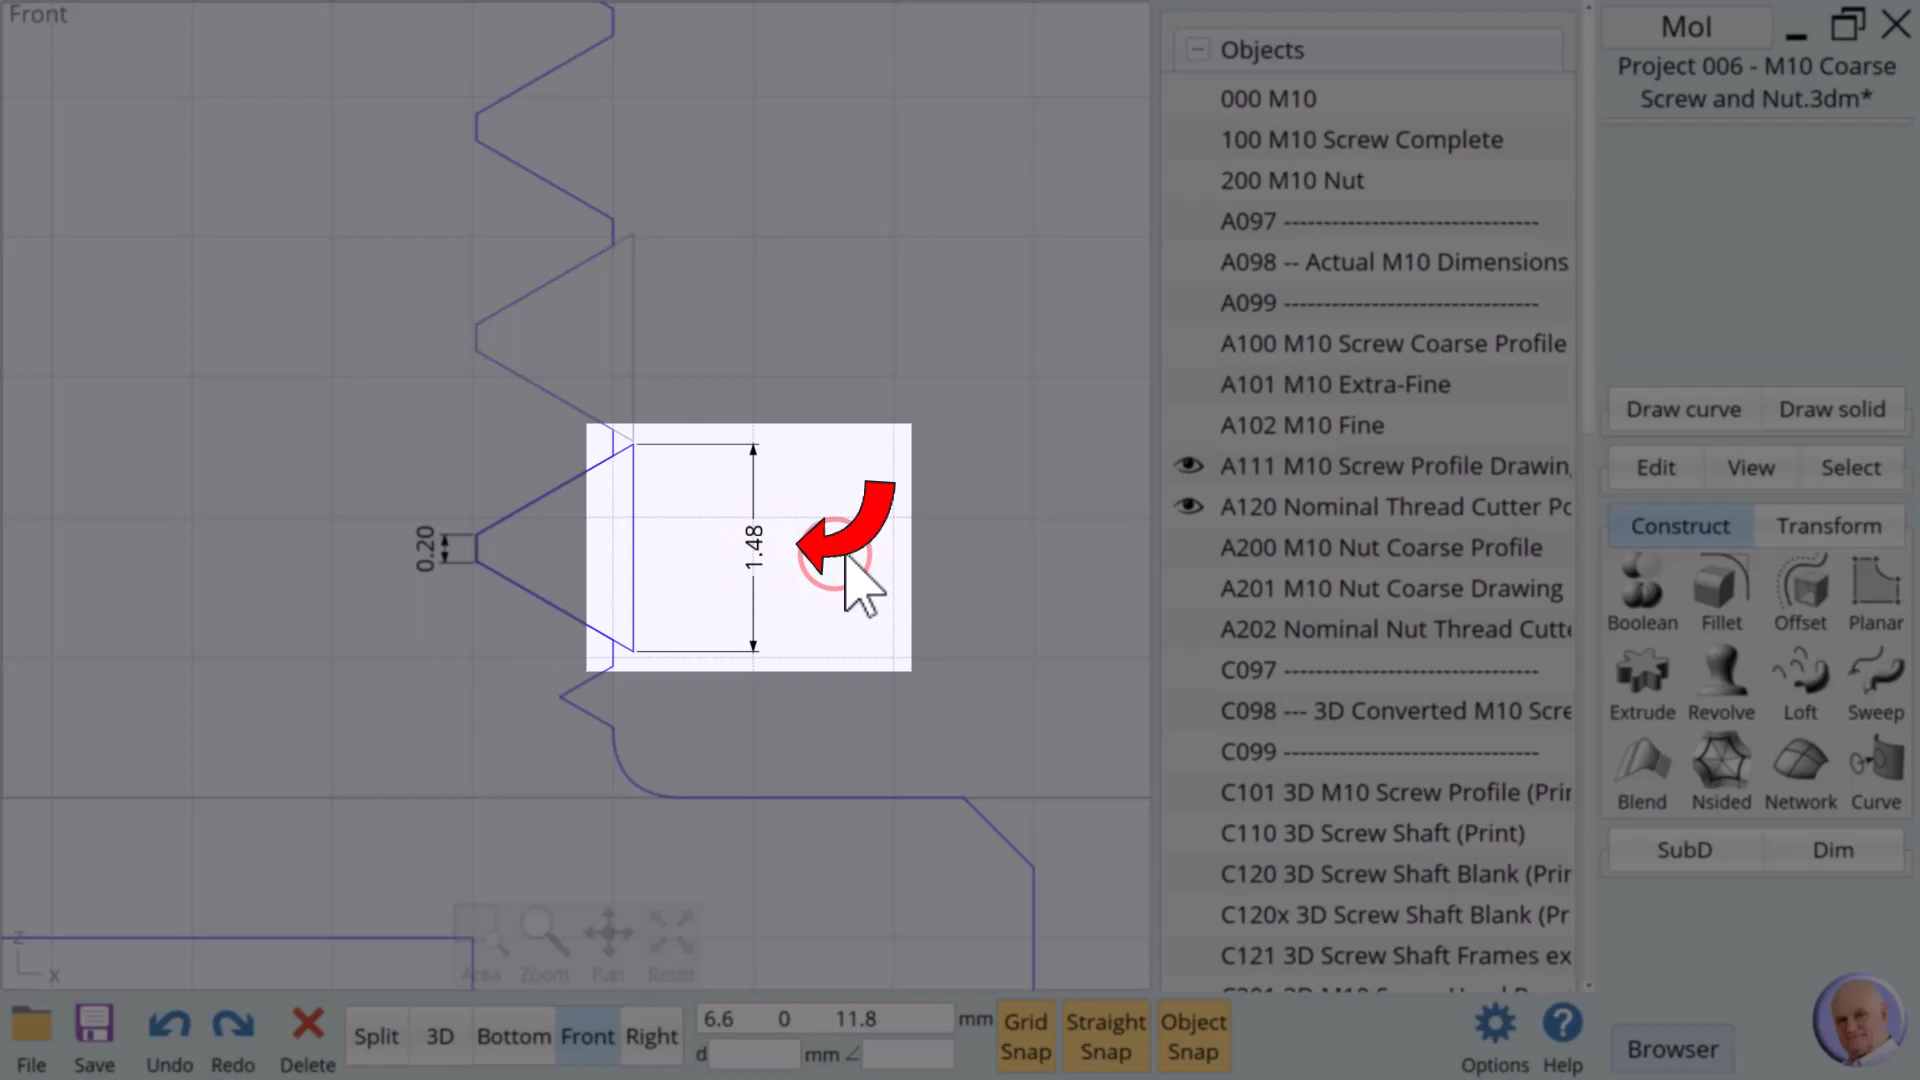 Front
0.20
1.48
Z
X
Area
Zoom
Pan
Reset
Objects
000 M10
100 M10 Screw Complete
200 M10 Nut
A097 -------------------------------
A098 -- Actual M10 Dimensions
A099 -------------------------------
A100 M10 Screw Coarse Profile
A101 M10 Extra-Fine
A102 M10 Fine
A111 M10 Screw Profile Drawin
A120 Nominal Thread Cutter Po
A200 M10 Nut Coarse Profile
A201 M10 Nut Coarse Drawing
A202 Nominal Nut Thread Cutte
C097 -------------------------------
C098 --- 3D Converted M10 Scre
C099 -------------------------------
C101 3D M10 Screw Profile (Prin
C110 3D Screw Shaft (Print)
C120 3D Screw Shaft Blank (Prin
C120x 3D Screw Shaft Blank (Pr
C121 3D Screw Shaft Frames ex
MoI
Project 006 - M10 Coarse
Screw and Nut.3dm*
Draw curve Draw solid
Edit View Select
Construct Transform
Boolean Fillet Offset Planar
Extrude Revolve Loft Sweep
Blend Nsided Network Curve
SubD Dim
File
Save
Undo
Redo
Delete
Split 3D Bottom Front Right
6.6 0 11.8 mm
d mm ∠
Grid
Snap
Straight
Snap
Object
Snap
Options
Help
Browser